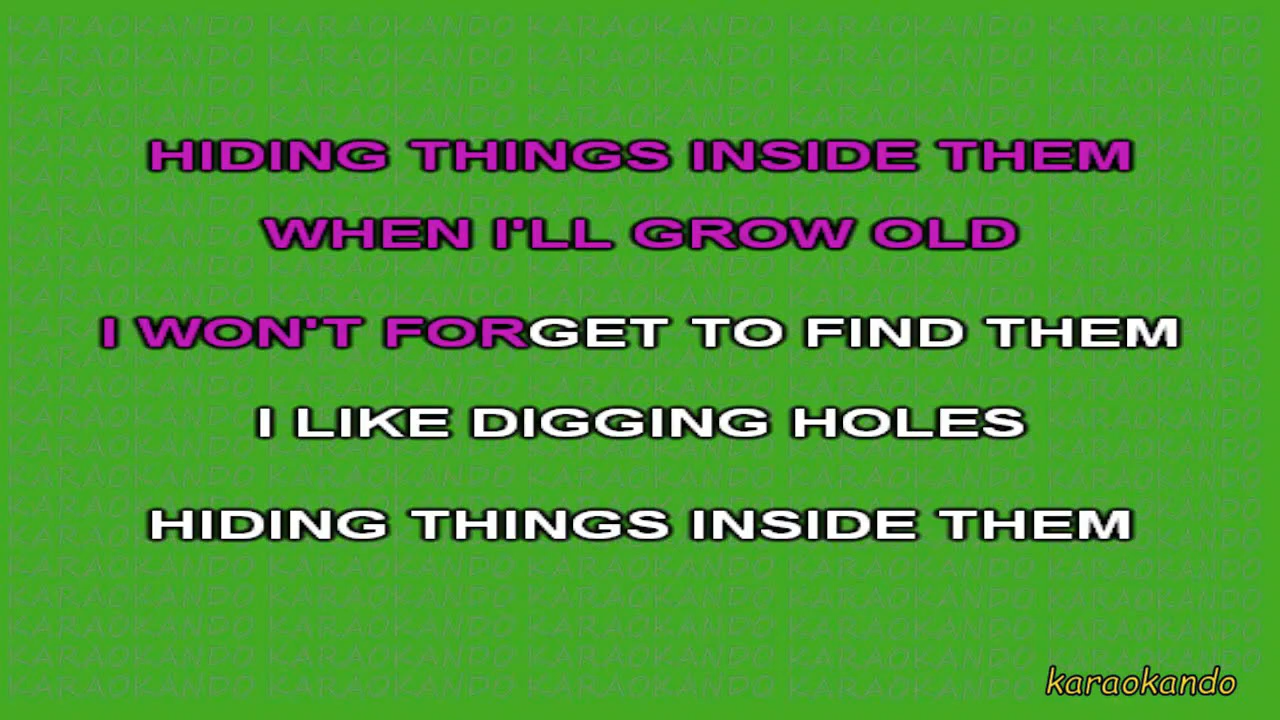 HIDING THINGS INSIDE THEM
WHEN I'LL GROW OLD
I WON'T FORGET TO FIND THEM
I LIKE DIGGING HOLES
HIDING THINGS INSIDE THEM
karaokando